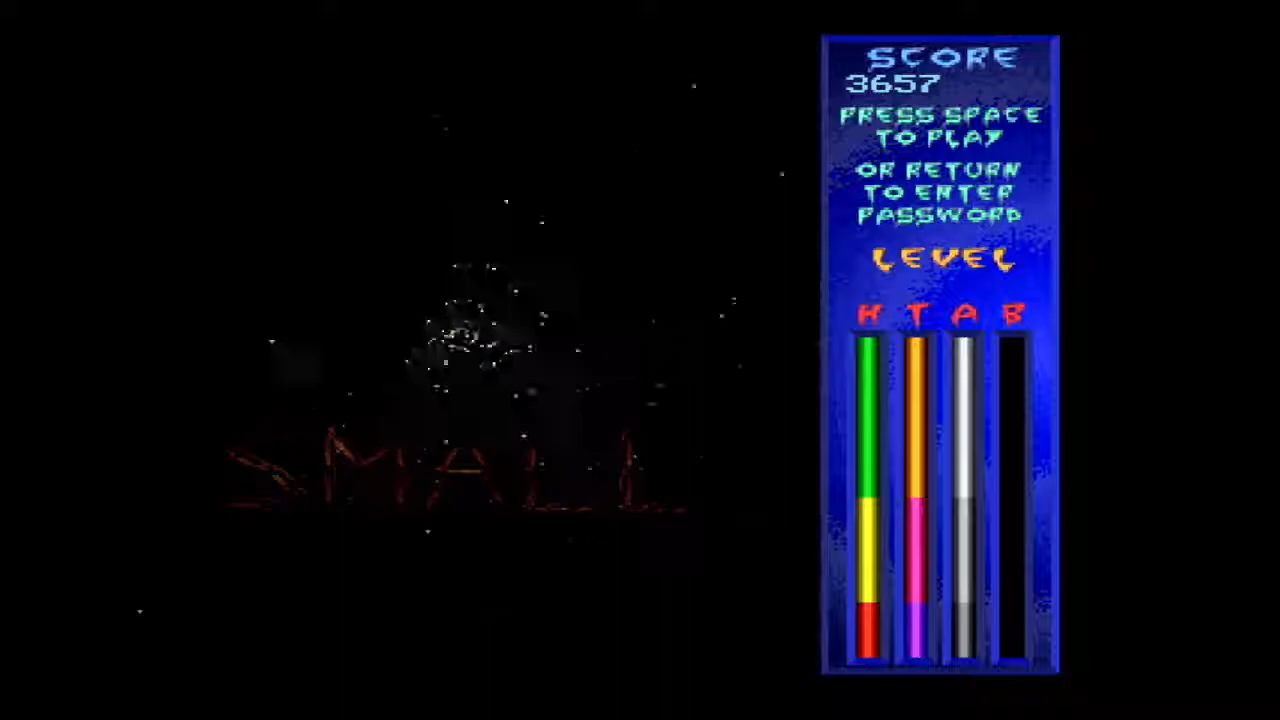 SMALL
SCORE
3657
PRESS SPACE
TO PLAY
OR RETURN
TO ENTER
PASSWORD
LEVEL
H T A B